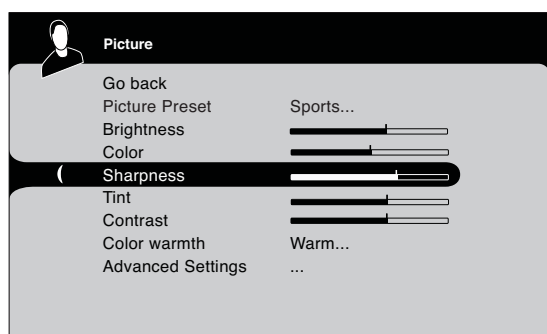 Picture
Go back
Picture Preset Sports...
Brightness
Color
Sharpness
Tint
Contrast
Color warmth Warm...
Advanced Settings ...